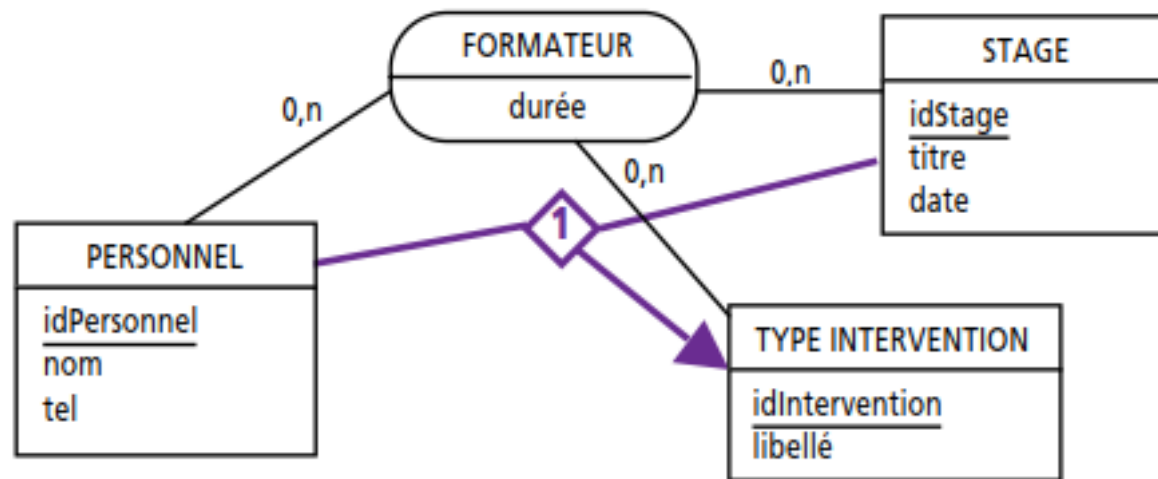 FORMATEUR
durée
0,n
0,n
0,n
STAGE
idStage
titre
date
1
PERSONNEL
idPersonnel
nom
tel
TYPE INTERVENTION
idIntervention
libellé